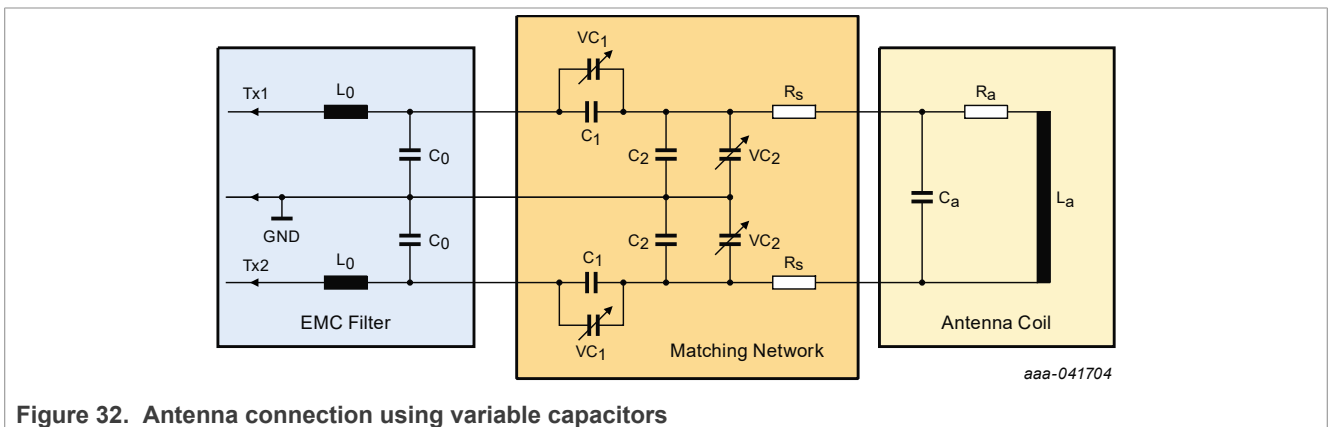 VC1
Tx1
L0
C1
Rs
Ra
C0
C2
VC2
Ca
La
GND
C0
C2
VC2
Tx2
L0
C1
Rs
VC1
EMC Filter
Matching Network
Antenna Coil
aaa-041704
Figure 32. Antenna connection using variable capacitors